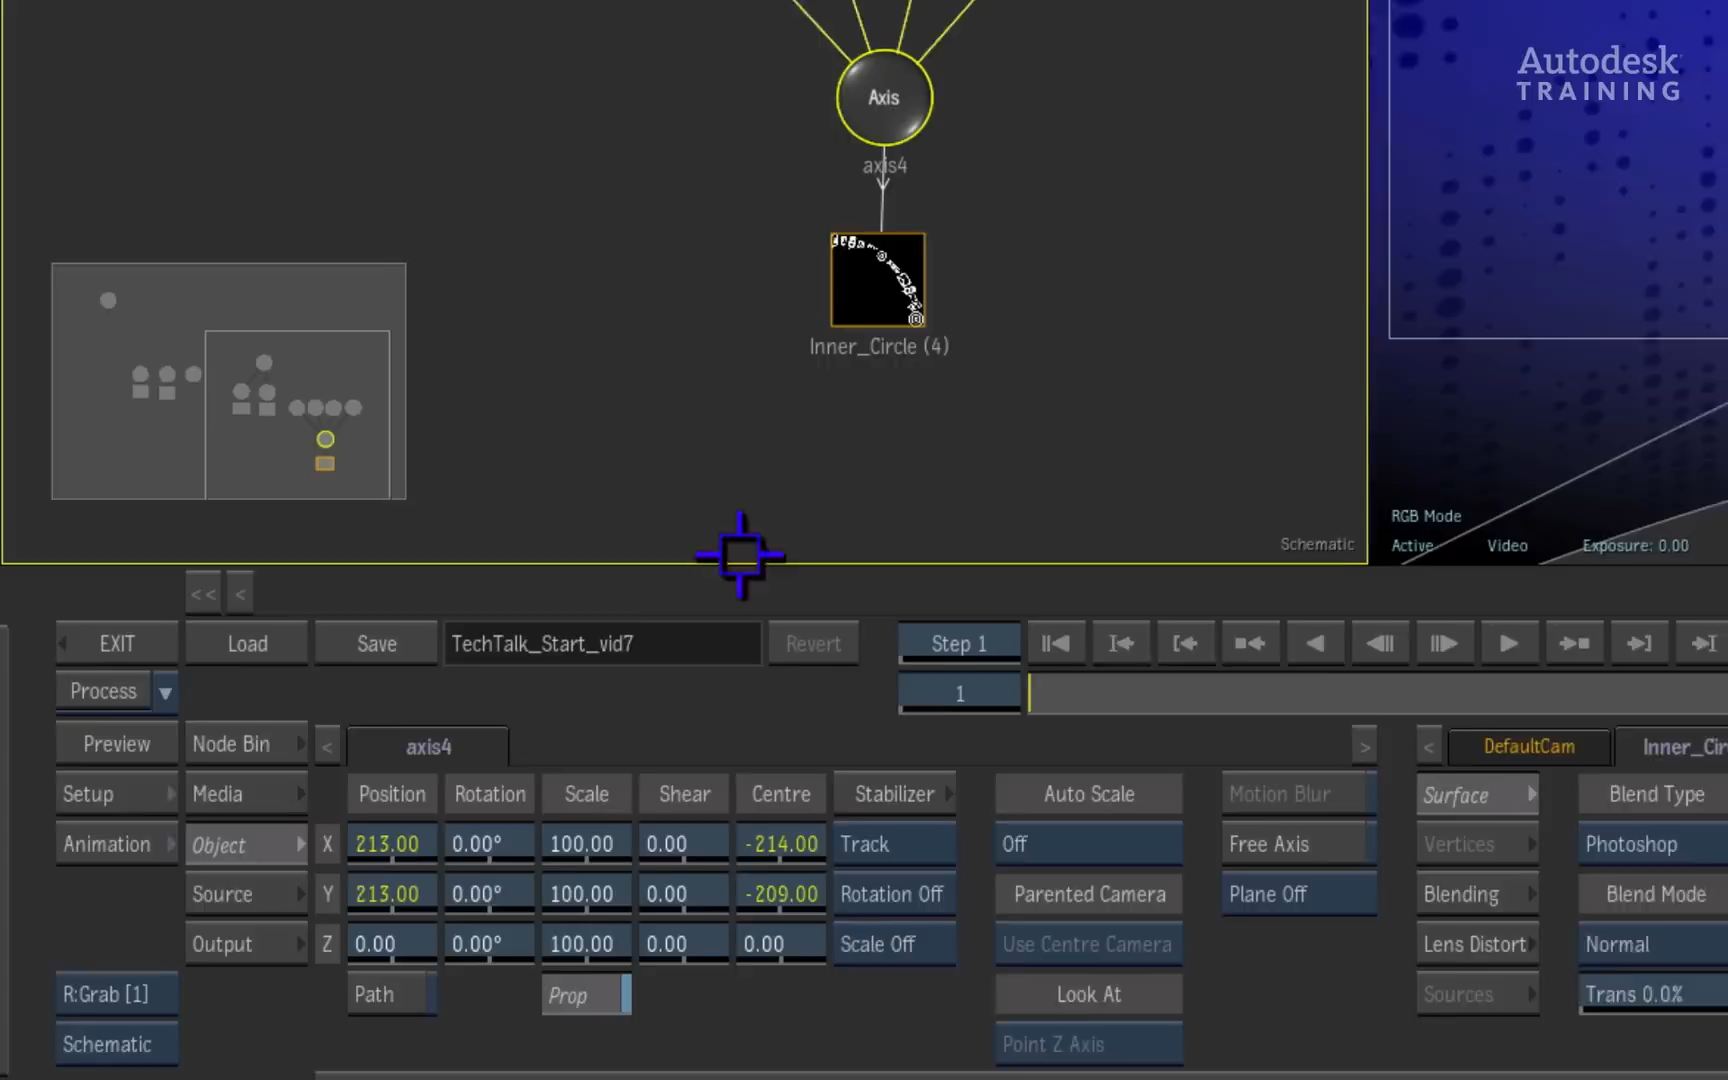 Autodesk
TRAINING
Axis
axis4
Inner_Circle (4)
Schematic
RGB Mode
Active Video Exposure: 0.00
<< <
EXIT Load Save TechTalk_Start_vid7 Revert Step 1
Process 1
Preview Node Bin < axis4 > < DefaultCam Inner_Cir
Setup Media Position Rotation Scale Shear Centre Stabilizer Auto Scale Motion Blur Surface Blend Type
Animation Object X 213.00 0.00° 100.00 0.00 -214.00 Track Off Free Axis Vertices Photoshop
Source Y 213.00 0.00° 100.00 0.00 -209.00 Rotation Off Parented Camera Plane Off Blending Blend Mode
Output Z 0.00 0.00° 100.00 0.00 0.00 Scale Off Use Centre Camera Lens Distort Normal
R:Grab [1] Path Prop Look At Sources Trans 0.0%
Schematic Point Z Axis